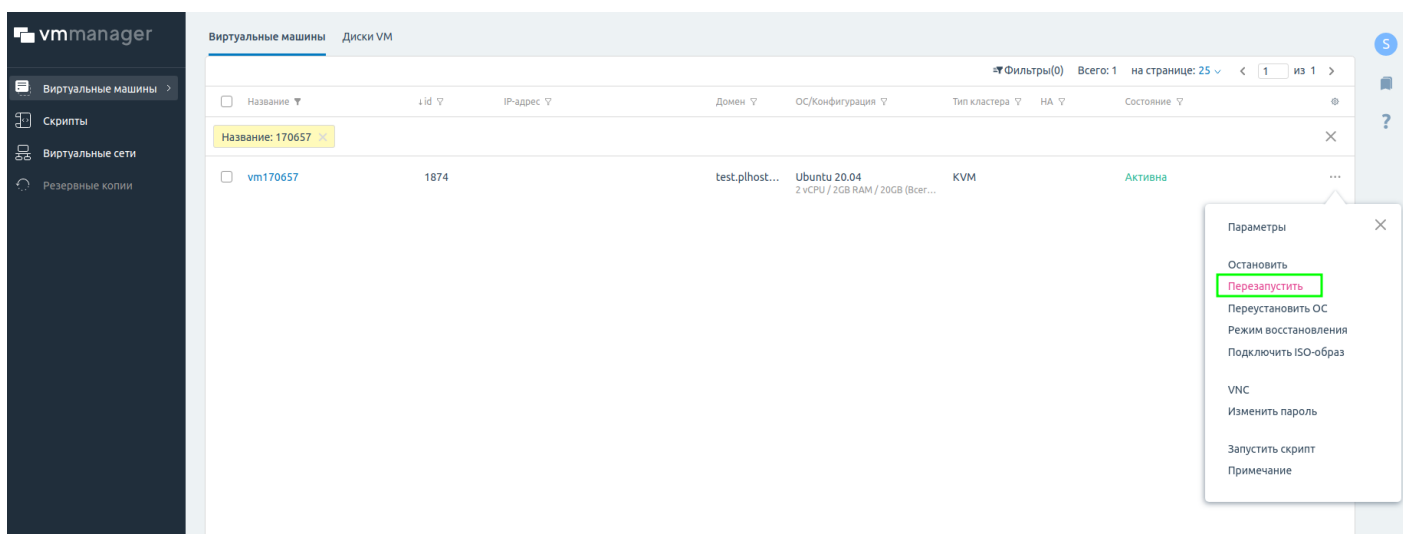 vmmanager
Виртуальные машины
Скрипты
Виртуальные сети
Резервные копии
Виртуальные машины Диски VM
Фильтры(0) Всего: 1 на странице: 25 1 из 1
Название ↓id IP-адрес Домен ОС/Конфигурация Тип кластера HA Состояние
Название: 170657
vm170657 1874 test.plhost... Ubuntu 20.04 KVM Активна
2 vCPU / 2GB RAM / 20GB (Всег...
Параметры
Остановить
Перезапустить
Переустановить ОС
Режим восстановления
Подключить ISO-образ
VNC
Изменить пароль
Запустить скрипт
Примечание
S
?